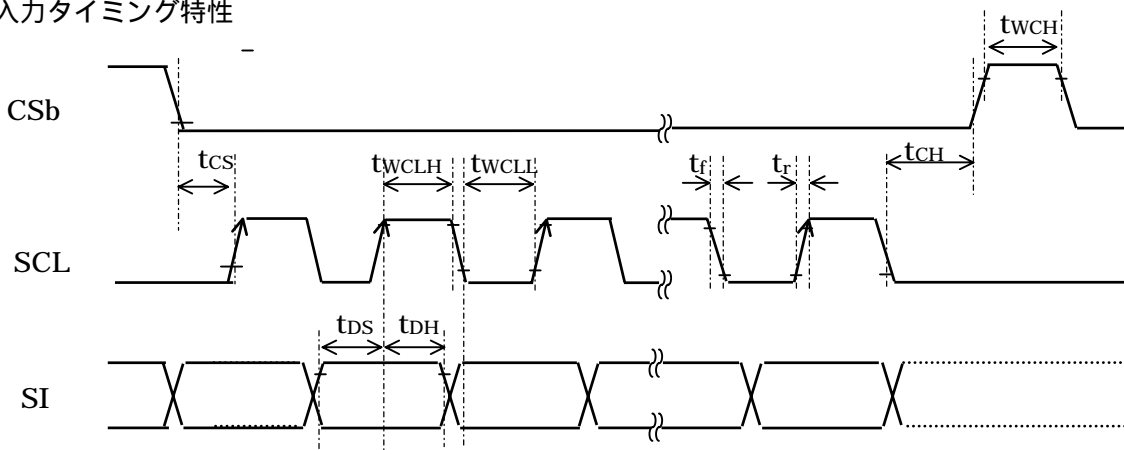 入力タイミング特性
tWCH
CSb
tCS
tWCLH
tWCLL
tf
tr
tCH
SCL
tDS
tDH
SI